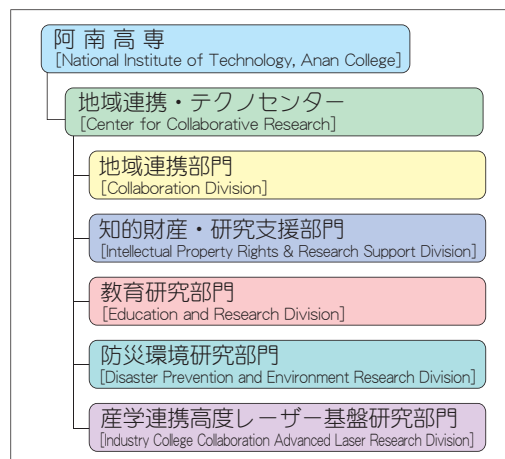 阿南高専
[National Institute of Technology, Anan College]
地域連携・テクノセンター
[Center for Collaborative Research]
地域連携部門
[Collaboration Division]
知的財産・研究支援部門
[Intellectual Property Rights & Research Support Division]
教育研究部門
[Education and Research Division]
防災環境研究部門
[Disaster Prevention and Environment Research Division]
産学連携高度レーザー基盤研究部門
[Industry College Collaboration Advanced Laser Research Division]